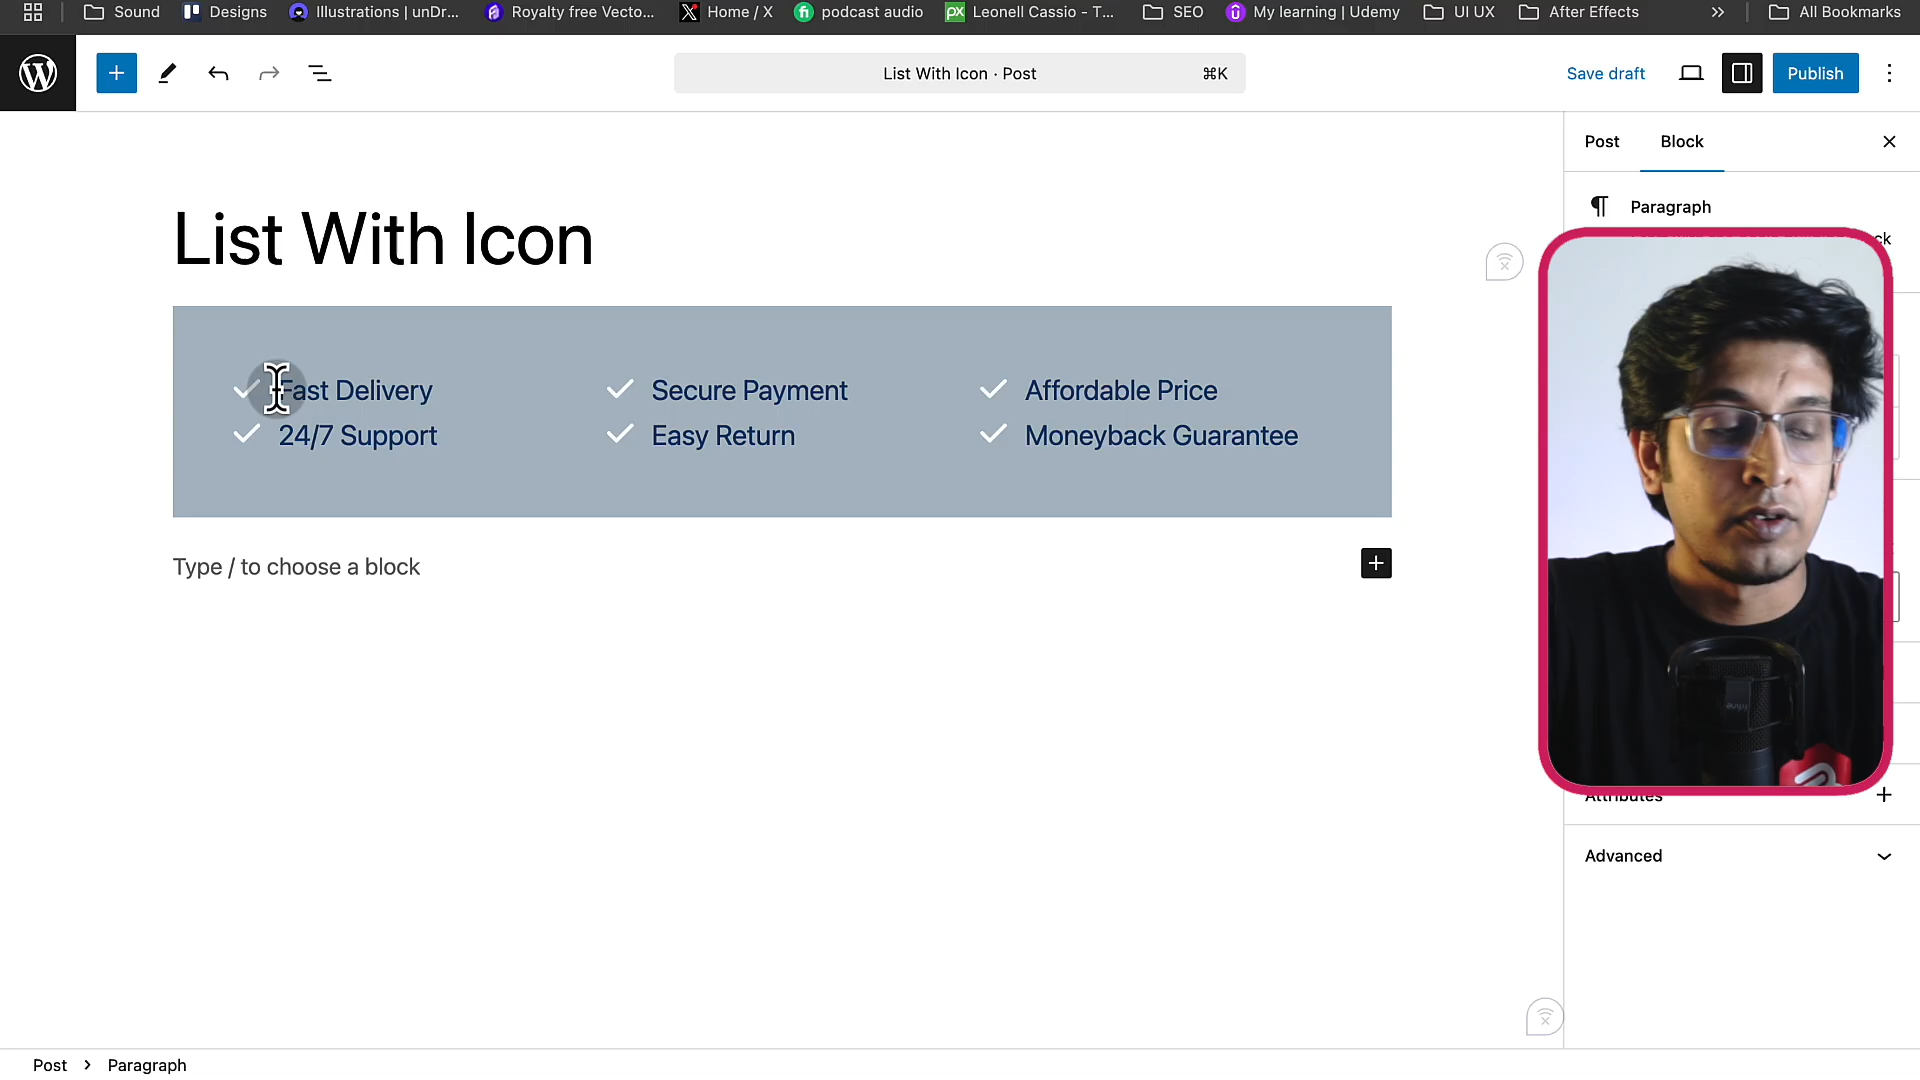 Sound
Designs
Illustrations | unDr...
Royalty free Vecto...
Home / X
podcast audio
Leonell Cassio - T...
SEO
My learning | Udemy
UI UX
After Effects
All Bookmarks
List With Icon · Post
⌘K
Save draft
Publish
Post
Block
Paragraph
List With Icon
Fast Delivery
Secure Payment
Affordable Price
24/7 Support
Easy Return
Moneyback Guarantee
Type / to choose a block
Attributes
Advanced
Post > Paragraph